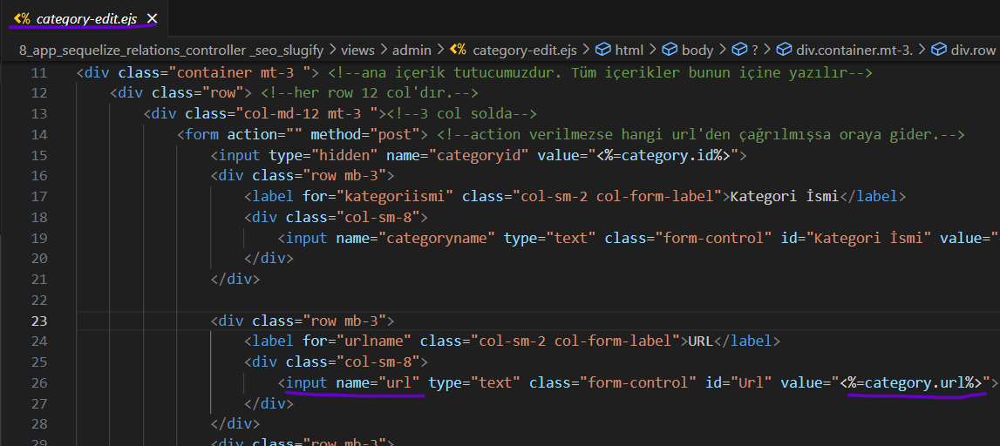 category-edit.ejs
8_app_sequelize_relations_controller _seo_slugify > views > admin > category-edit.ejs > html > body > ? > div.container.mt-3. > div.row
11 <div class="container mt-3 "> <!--ana içerik tutucumuzdur. Tüm içerikler bunun içine yazılır-->
12 <div class="row"> <!--her row 12 col'dır.-->
13 <div class="col-md-12 mt-3 "><!--3 col solda-->
14 <form action="" method="post"> <!--action verilmezse hangi url'den çağrılmışsa oraya gider.-->
15 <input type="hidden" name="categoryid" value="<%=category.id%>">
16 <div class="row mb-3">
17 <label for="kategoriismi" class="col-sm-2 col-form-label">Kategori İsmi</label>
18 <div class="col-sm-8">
19 <input name="categoryname" type="text" class="form-control" id="Kategori İsmi" value="
20 </div>
21 </div>
22
23 <div class="row mb-3">
24 <label for="urlname" class="col-sm-2 col-form-label">URL</label>
25 <div class="col-sm-8">
26 <input name="url" type="text" class="form-control" id="Url" value="<%=category.url%>">
27 </div>
28 </div>
29 <div class="row mb-3">